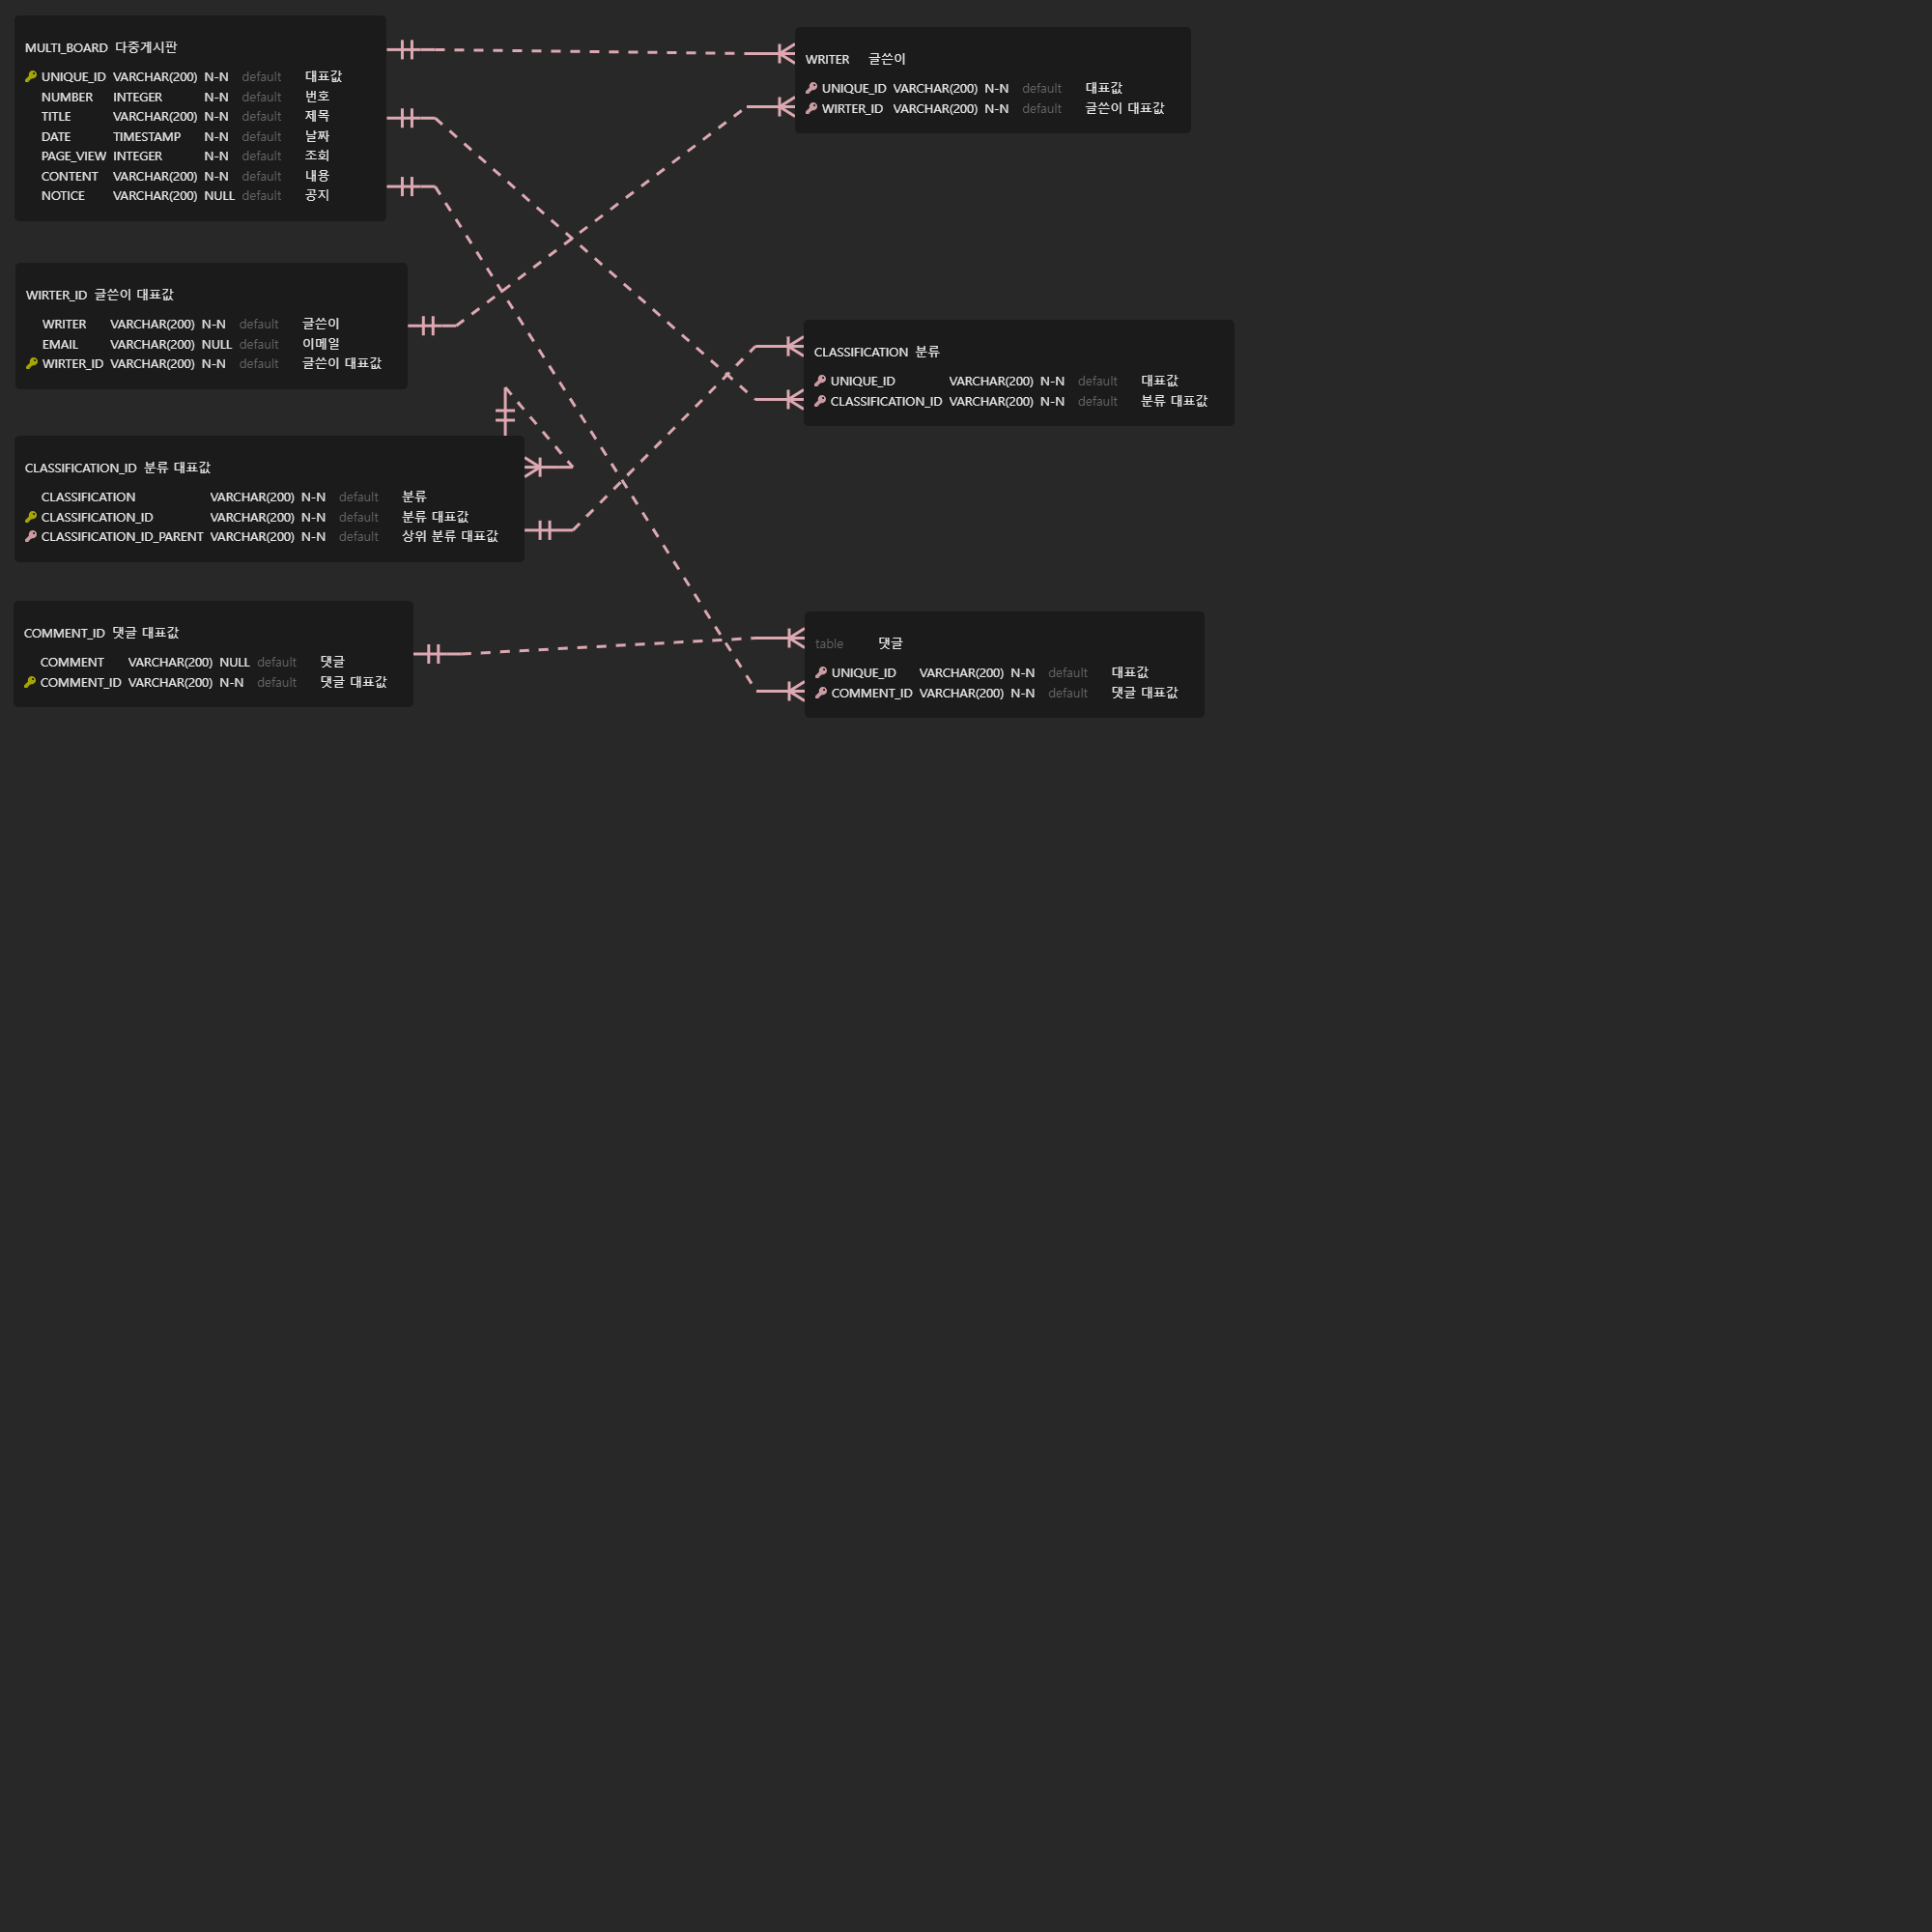 MULTI_BOARD 다중게시판
UNIQUE_ID VARCHAR(200) N-N default 대표값
NUMBER INTEGER N-N default 번호
TITLE VARCHAR(200) N-N default 제목
DATE TIMESTAMP N-N default 날짜
PAGE_VIEW INTEGER N-N default 조회
CONTENT VARCHAR(200) N-N default 내용
NOTICE VARCHAR(200) NULL default 공지
WRITER 글쓴이
UNIQUE_ID VARCHAR(200) N-N default 대표값
WIRTER_ID VARCHAR(200) N-N default 글쓴이 대표값
WIRTER_ID 글쓴이 대표값
WRITER VARCHAR(200) N-N default 글쓴이
EMAIL VARCHAR(200) NULL default 이메일
WIRTER_ID VARCHAR(200) N-N default 글쓴이 대표값
CLASSIFICATION 분류
UNIQUE_ID VARCHAR(200) N-N default 대표값
CLASSIFICATION_ID VARCHAR(200) N-N default 분류 대표값
CLASSIFICATION_ID 분류 대표값
CLASSIFICATION VARCHAR(200) N-N default 분류
CLASSIFICATION_ID VARCHAR(200) N-N default 분류 대표값
CLASSIFICATION_ID_PARENT VARCHAR(200) N-N default 상위 분류 대표값
COMMENT_ID 댓글 대표값
COMMENT VARCHAR(200) NULL default 댓글
COMMENT_ID VARCHAR(200) N-N default 댓글 대표값
table 댓글
UNIQUE_ID VARCHAR(200) N-N default 대표값
COMMENT_ID VARCHAR(200) N-N default 댓글 대표값